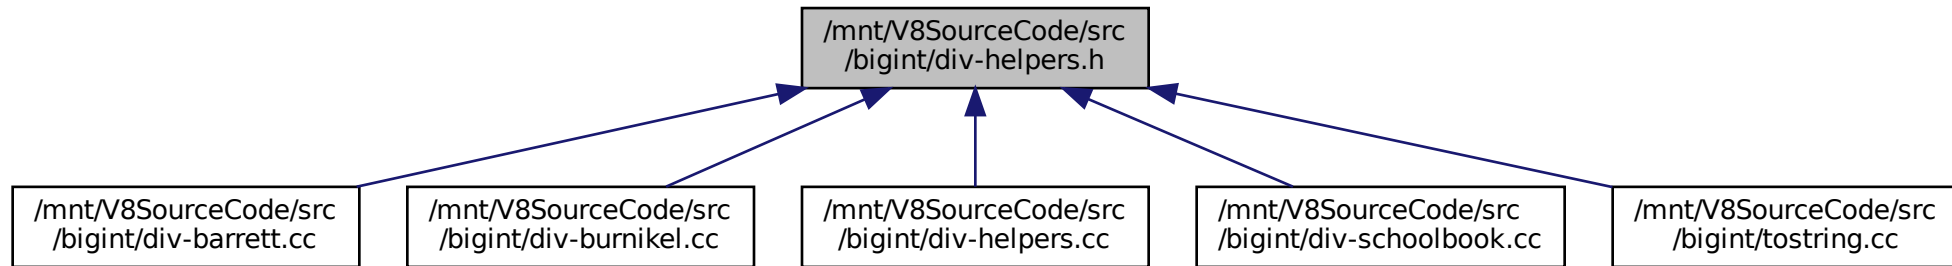 /mnt/V8SourceCode/src
/bigint/div-helpers.h
/mnt/V8SourceCode/src
/bigint/div-barrett.cc
/mnt/V8SourceCode/src
/bigint/div-burnikel.cc
/mnt/V8SourceCode/src
/bigint/div-helpers.cc
/mnt/V8SourceCode/src
/bigint/div-schoolbook.cc
/mnt/V8SourceCode/src
/bigint/tostring.cc